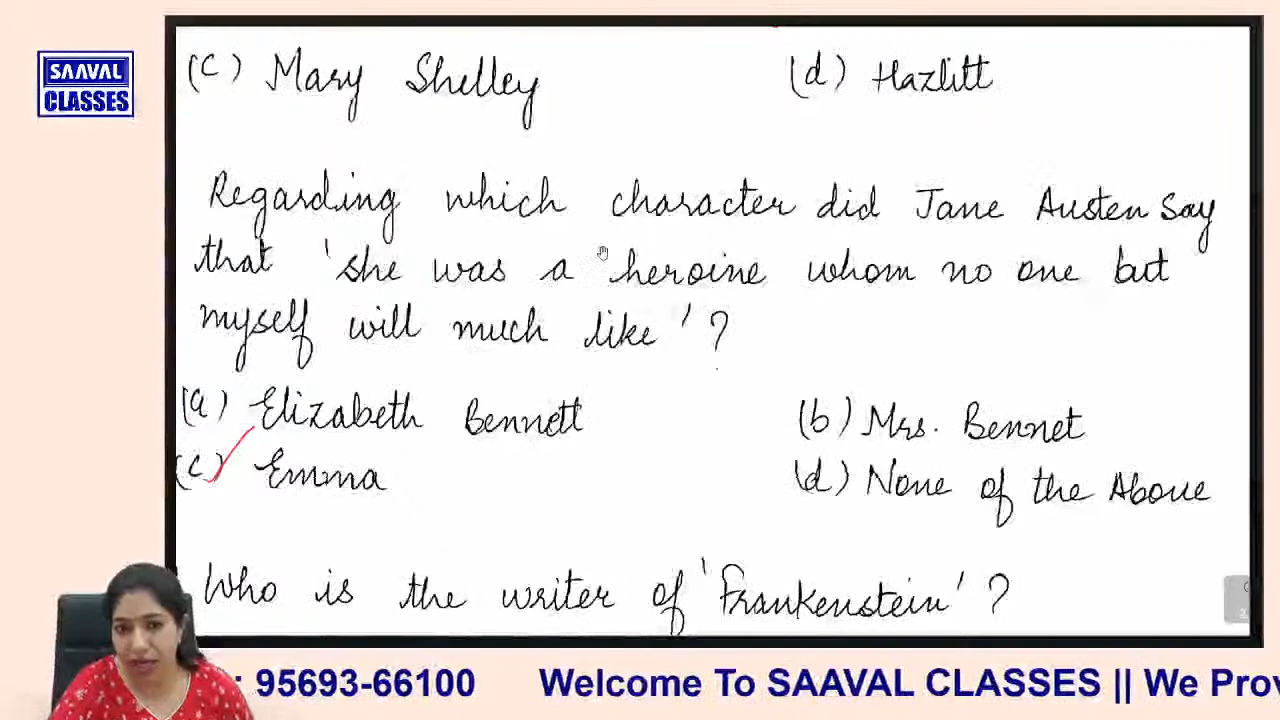 SAAVAL
CLASSES
(c) Mary Shelley (d) Hazlitt
Regarding which character did Jane Austen say
that 'she was a heroine whom no one but
myself will much like'?
(a) Elizabeth Bennett (b) Mrs. Bennet
(c) Emma (d) None of the Above
Who is the writer of 'Frankenstein'?
: 95693-66100 Welcome To SAAVAL CLASSES || We Prov